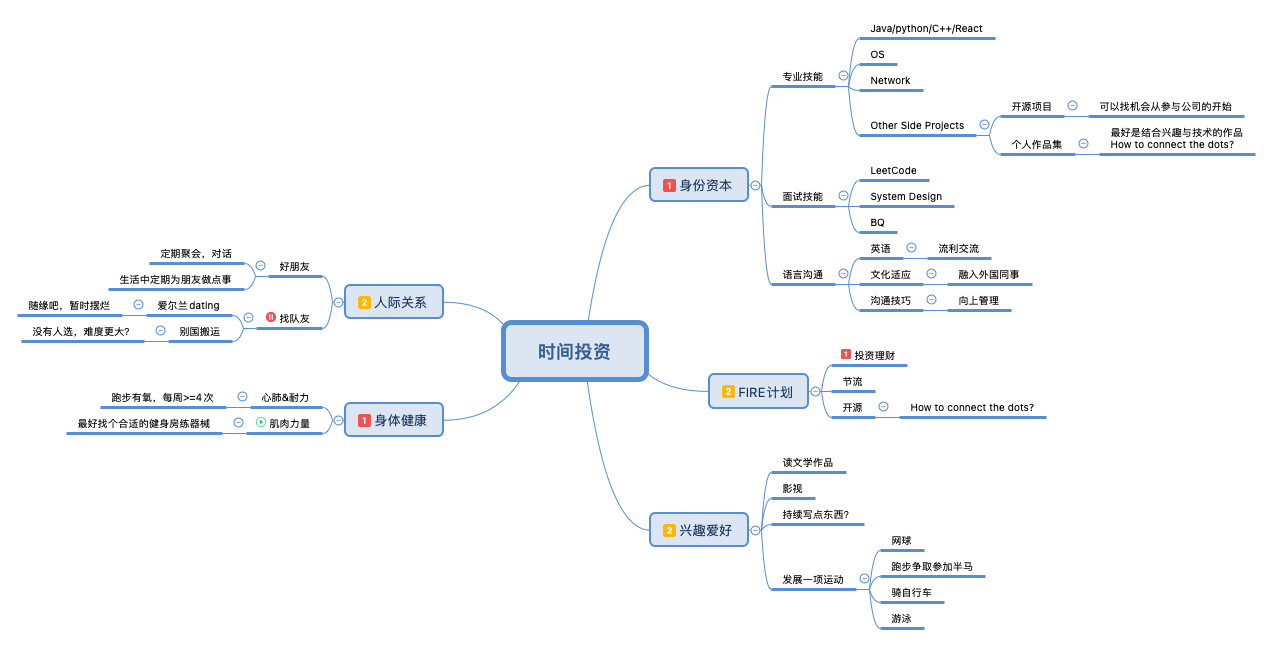 时间投资
1 身份资本
专业技能
Java/python/C++/React
OS
Network
Other Side Projects
开源项目
可以找机会从参与公司的开始
个人作品集
最好是结合兴趣与技术的作品
How to connect the dots?
面试技能
LeetCode
System Design
BQ
语言沟通
英语
流利交流
文化适应
融入外国同事
沟通技巧
向上管理
2 FIRE计划
1 投资理财
节流
开源
How to connect the dots?
2 兴趣爱好
读文学作品
影视
持续写点东西?
发展一项运动
网球
跑步争取参加半马
骑自行车
游泳
2 人际关系
好朋友
定期聚会，对话
生活中定期为朋友做点事
找队友
爱尔兰dating
随缘吧，暂时摆烂
别国搬运
没有人选，难度更大?
1 身体健康
心肺&耐力
跑步有氧，每周>=4次
肌肉力量
最好找个合适的健身房练器械